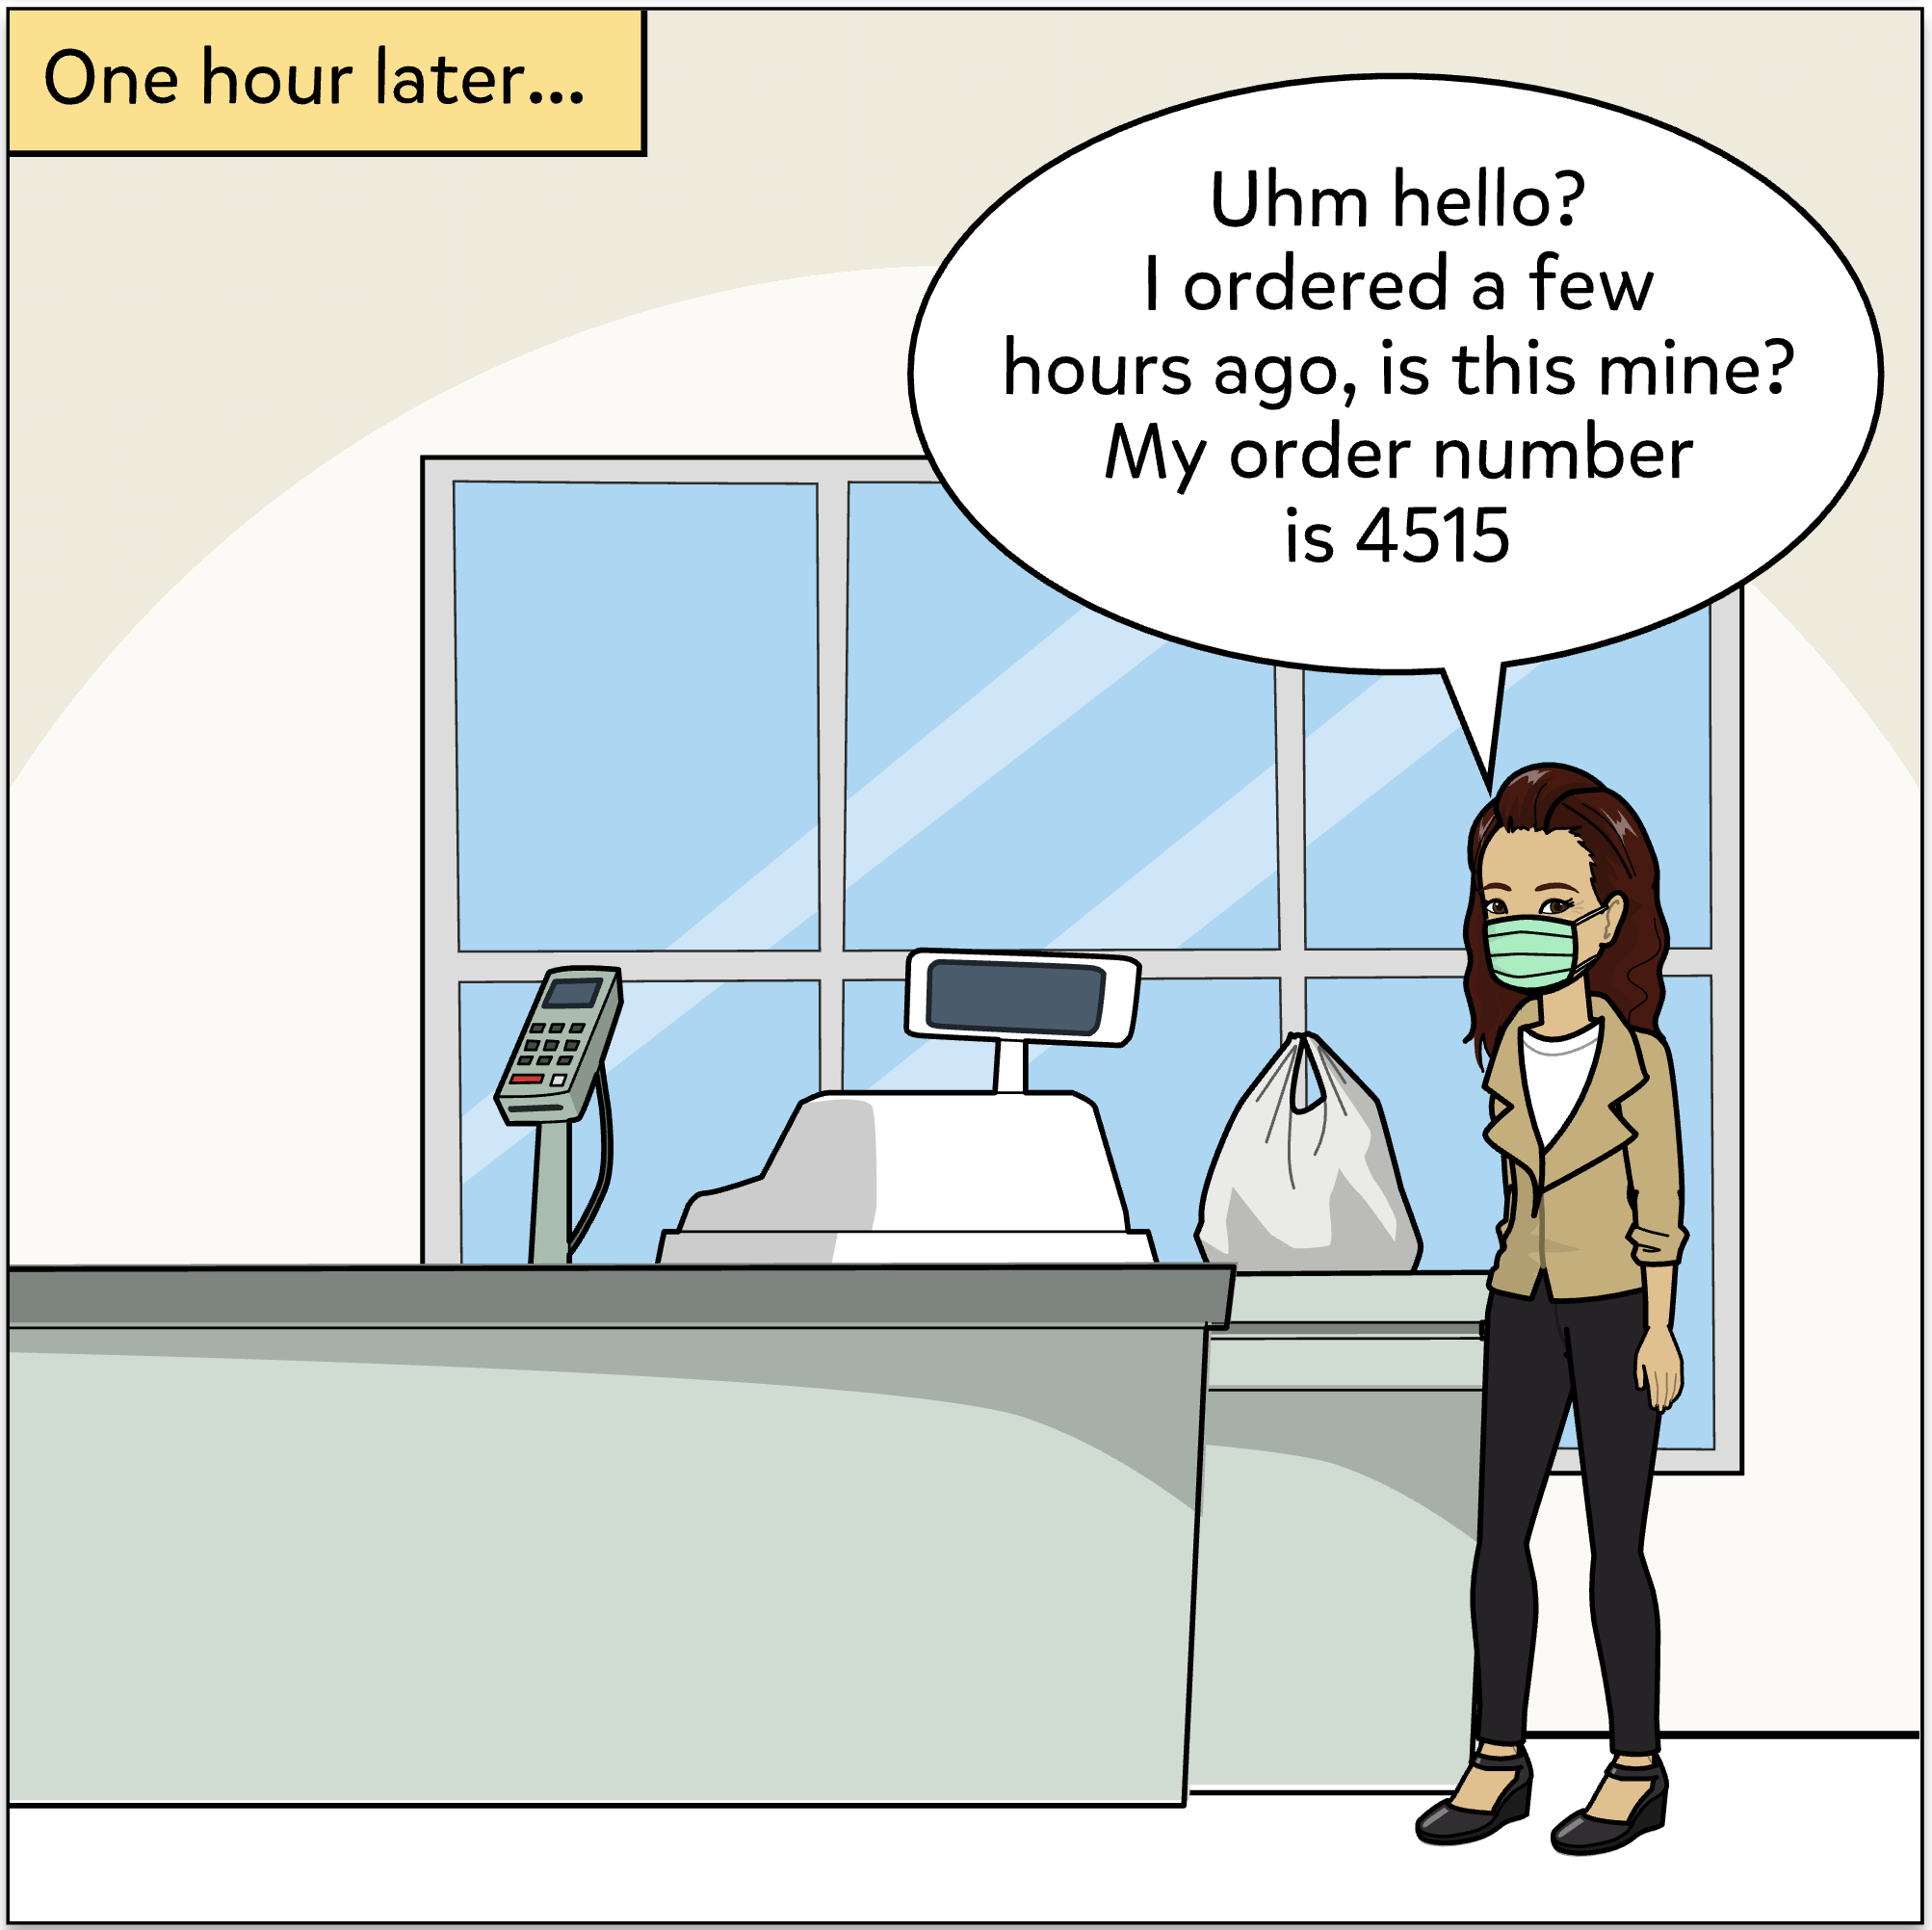 One hour later...
Uhm hello?
I ordered a few
hours ago, is this mine?
My order number
is 4515